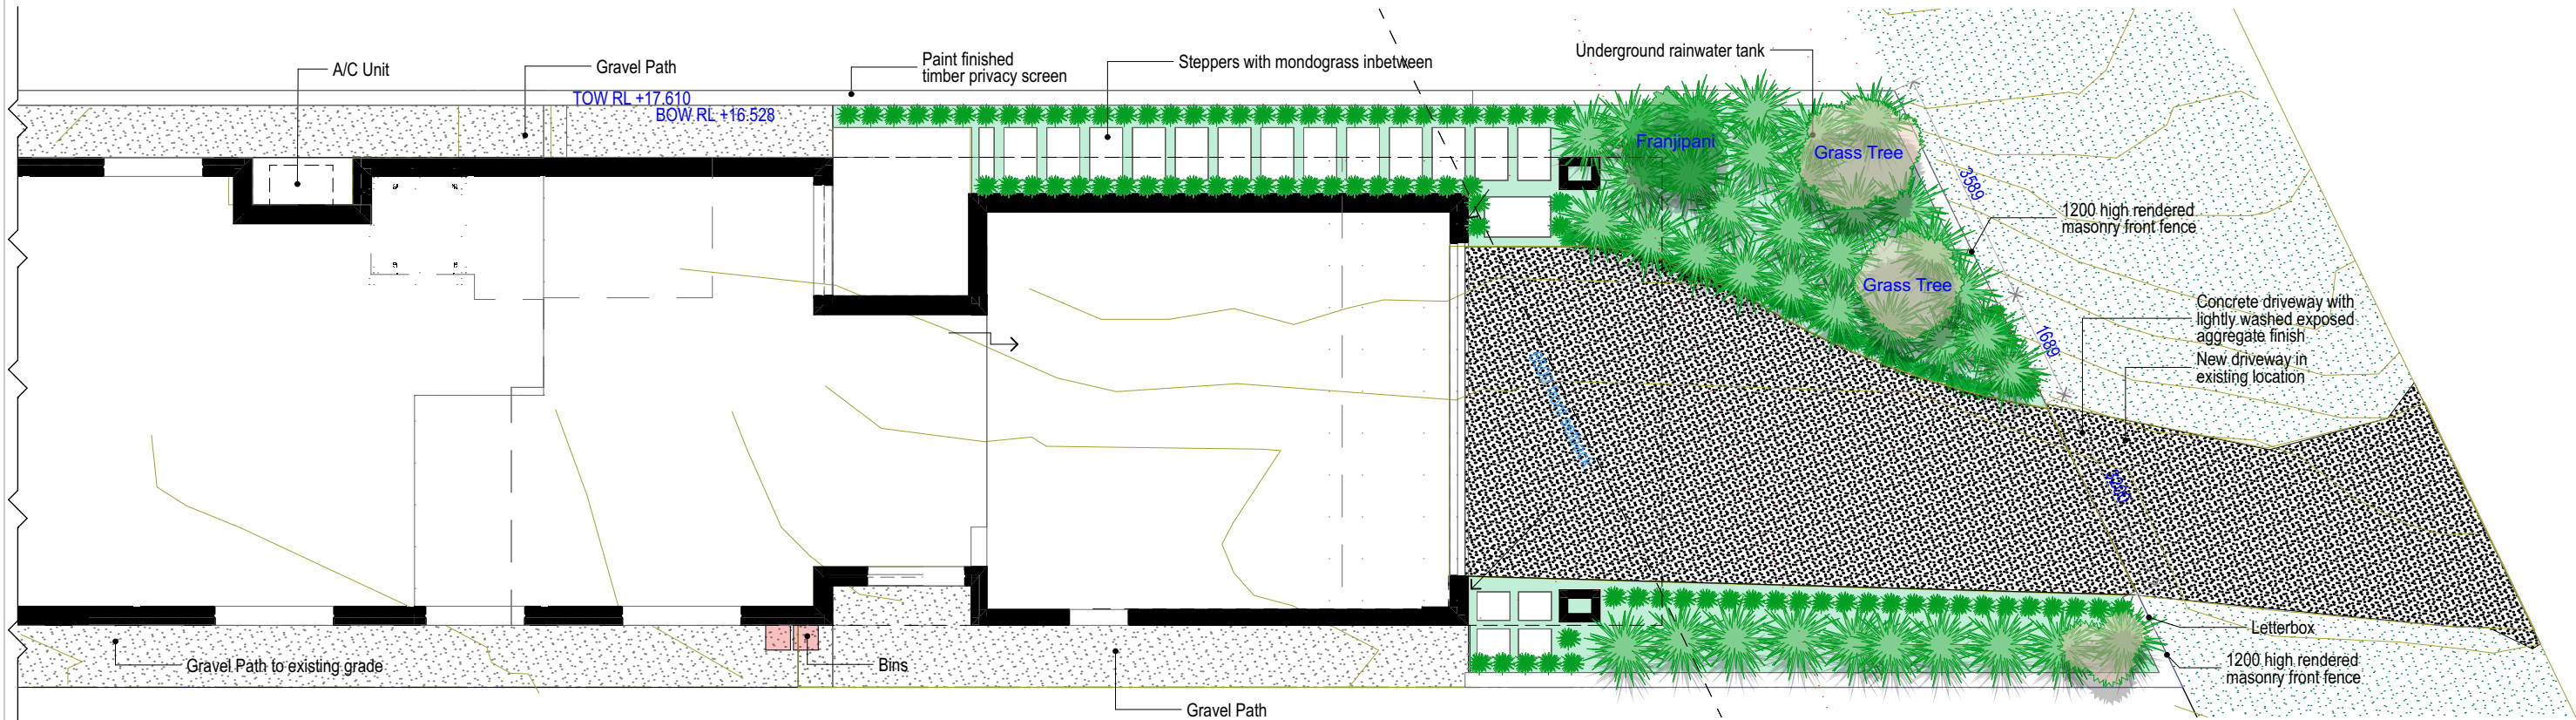 A/C Unit
Gravel Path
TOW RL +17.610
BOW RL +16.528
Paint finished
timber privacy screen
Steppers with mondograss inbetween
Underground rainwater tank
Franjipani
Grass Tree
3589
1200 high rendered
masonry front fence
Grass Tree
1689
Concrete driveway with
lightly washed exposed
aggregate finish
New driveway in
existing location
3200
Letterbox
1200 high rendered
masonry front fence
Gravel Path to existing grade
Bins
Gravel Path